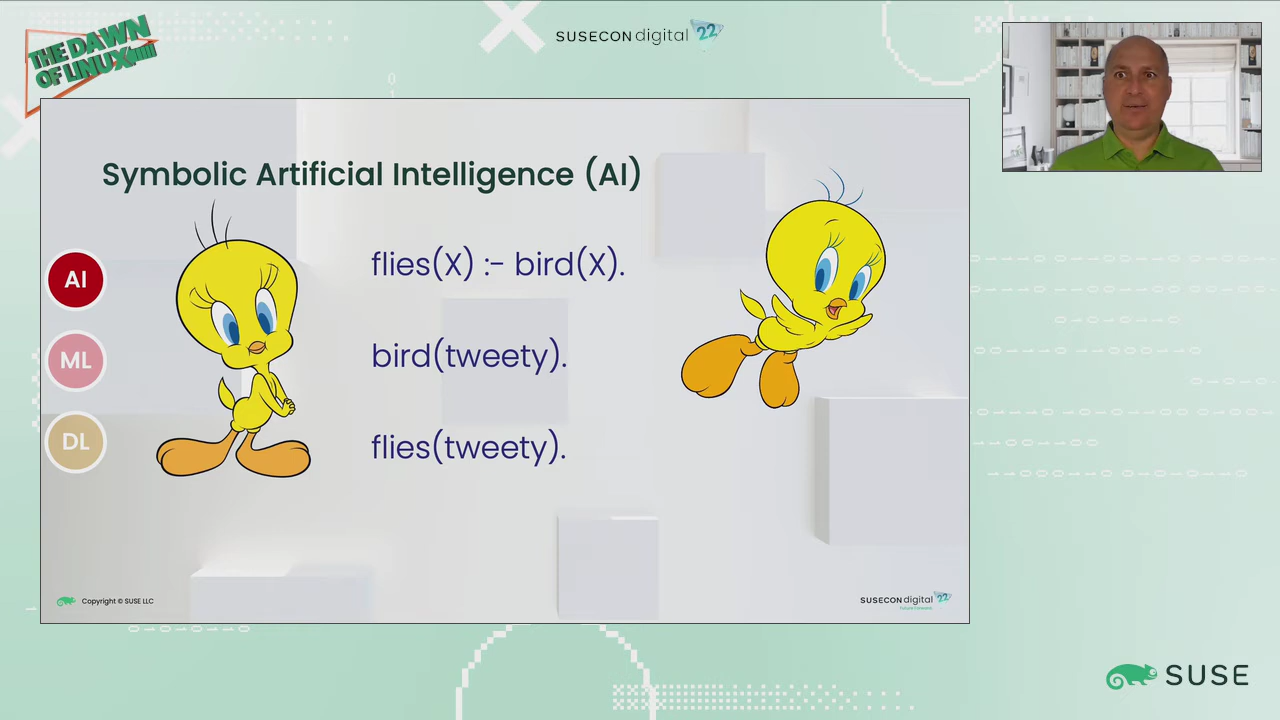 THE DAWN
OF LINUX
SUSECON digital 22
Symbolic Artificial Intelligence (AI)
AI
ML
DL
flies(X) :- bird(X).
bird(tweety).
flies(tweety).
Copyright © SUSE LLC
SUSECON digital 22
SUSE